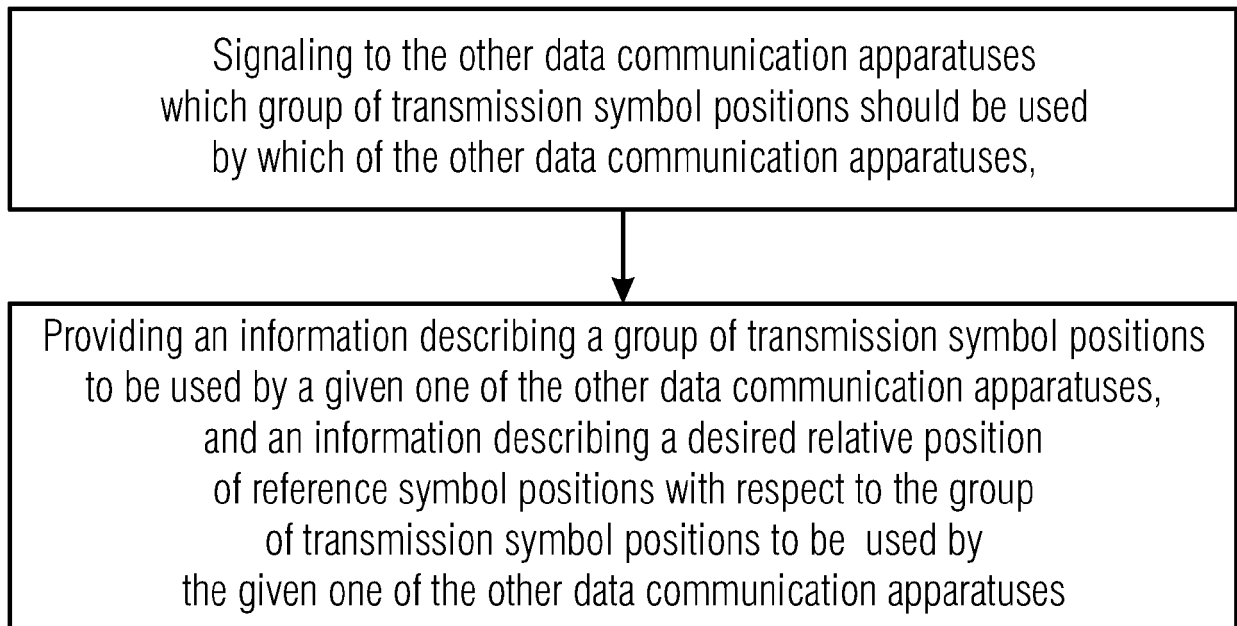 Signaling to the other data communication apparatuses
which group of transmission symbol positions should be used
by which of the other data communication apparatuses,
Providing an information describing a group of transmission symbol positions
to be used by a given one of the other data communication apparatuses,
and an information describing a desired relative position
of reference symbol positions with respect to the group
of transmission symbol positions to be used by
the given one of the other data communication apparatuses